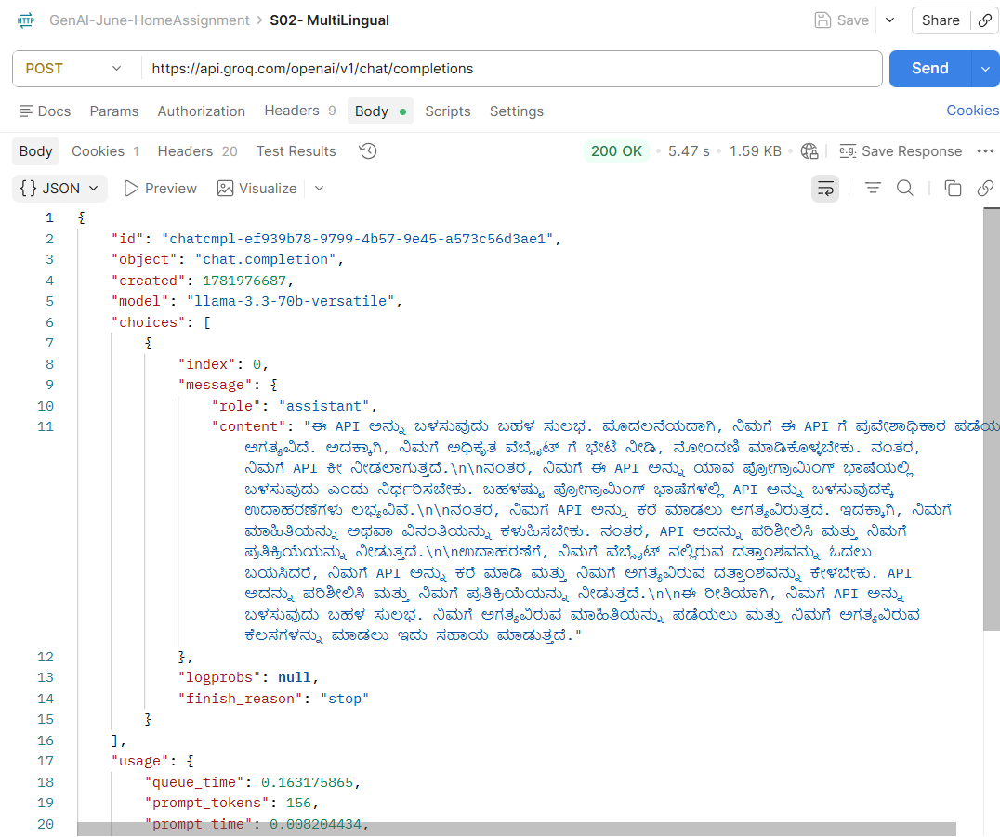 HTTP GenAI-June-HomeAssignment > S02- MultiLingual Save Share
POST https://api.groq.com/openai/v1/chat/completions Send
Docs Params Authorization Headers 9 Body Scripts Settings Cookies
Body Cookies 1 Headers 20 Test Results 200 OK 5.47 s 1.59 KB e.g. Save Response
{} JSON Preview Visualize
1 {
2 "id": "chatcmpl-ef939b78-9799-4b57-9e45-a573c56d3ae1",
3 "object": "chat.completion",
4 "created": 1781976687,
5 "model": "llama-3.3-70b-versatile",
6 "choices": [
7 {
8 "index": 0,
9 "message": {
10 "role": "assistant",
11 "content": "ಈ API ಅನ್ನು ಬಳಸುವುದು ಬಹಳ ಸುಲಭ. ಮೊದಲನೆಯದಾಗಿ, ನಿಮಗೆ ಈ API ಗೆ ಪ್ರವೇಶಾಧಿಕಾರ ಪಡೆಯ
ಅಗತ್ಯವಿದೆ. ಅದಕ್ಕಾಗಿ, ನಿಮಗೆ ಅಧಿಕೃತ ವೆಬ್ಸೈಟ್ ಗೆ ಭೇಟಿ ನೀಡಿ, ನೋಂದಣಿ ಮಾಡಿಕೊಳ್ಳಬೇಕು. ನಂತರ,
ನಿಮಗೆ API ಕೀ ನೀಡಲಾಗುತ್ತದೆ.\n\nನಂತರ, ನಿಮಗೆ ಈ API ಅನ್ನು ಯಾವ ಪ್ರೋಗ್ರಾಮಿಂಗ್ ಭಾಷೆಯಲ್ಲಿ
ಬಳಸುವುದು ಎಂದು ನಿರ್ಧರಿಸಬೇಕು. ಬಹಳಷ್ಟು ಪ್ರೋಗ್ರಾಮಿಂಗ್ ಭಾಷೆಗಳಲ್ಲಿ API ಅನ್ನು ಬಳಸುವುದಕ್ಕೆ
ಉದಾಹರಣೆಗಳು ಲಭ್ಯವಿವೆ.\n\nನಂತರ, ನಿಮಗೆ API ಅನ್ನು ಕರೆ ಮಾಡಲು ಅಗತ್ಯವಿರುತ್ತದೆ. ಇದಕ್ಕಾಗಿ, ನಿಮಗೆ
ಮಾಹಿತಿಯನ್ನು ಅಥವಾ ವಿನಂತಿಯನ್ನು ಕಳುಹಿಸಬೇಕು. ನಂತರ, API ಅದನ್ನು ಪರಿಶೀಲಿಸಿ ಮತ್ತು ನಿಮಗೆ
ಪ್ರತಿಕ್ರಿಯೆಯನ್ನು ನೀಡುತ್ತದೆ.\n\nಉದಾಹರಣೆಗೆ, ನಿಮಗೆ ವೆಬ್ಸೈಟ್ ನಲ್ಲಿರುವ ದತ್ತಾಂಶವನ್ನು ಓದಲು
ಬಯಸಿದರೆ, ನಿಮಗೆ API ಅನ್ನು ಕರೆ ಮಾಡಿ ಮತ್ತು ನಿಮಗೆ ಅಗತ್ಯವಿರುವ ದತ್ತಾಂಶವನ್ನು ಕೇಳಬೇಕು. API
ಅದನ್ನು ಪರಿಶೀಲಿಸಿ ಮತ್ತು ನಿಮಗೆ ಪ್ರತಿಕ್ರಿಯೆಯನ್ನು ನೀಡುತ್ತದೆ.\n\nಈ ರೀತಿಯಾಗಿ, ನಿಮಗೆ API ಅನ್ನು
ಬಳಸುವುದು ಬಹಳ ಸುಲಭ. ನಿಮಗೆ ಅಗತ್ಯವಿರುವ ಮಾಹಿತಿಯನ್ನು ಪಡೆಯಲು ಮತ್ತು ನಿಮಗೆ ಅಗತ್ಯವಿರುವ
ಕೆಲಸಗಳನ್ನು ಮಾಡಲು ಇದು ಸಹಾಯ ಮಾಡುತ್ತದೆ."
12 },
13 "logprobs": null,
14 "finish_reason": "stop"
15 }
16 ],
17 "usage": {
18 "queue_time": 0.163175865,
19 "prompt_tokens": 156,
20 "prompt_time": 0.008204434,